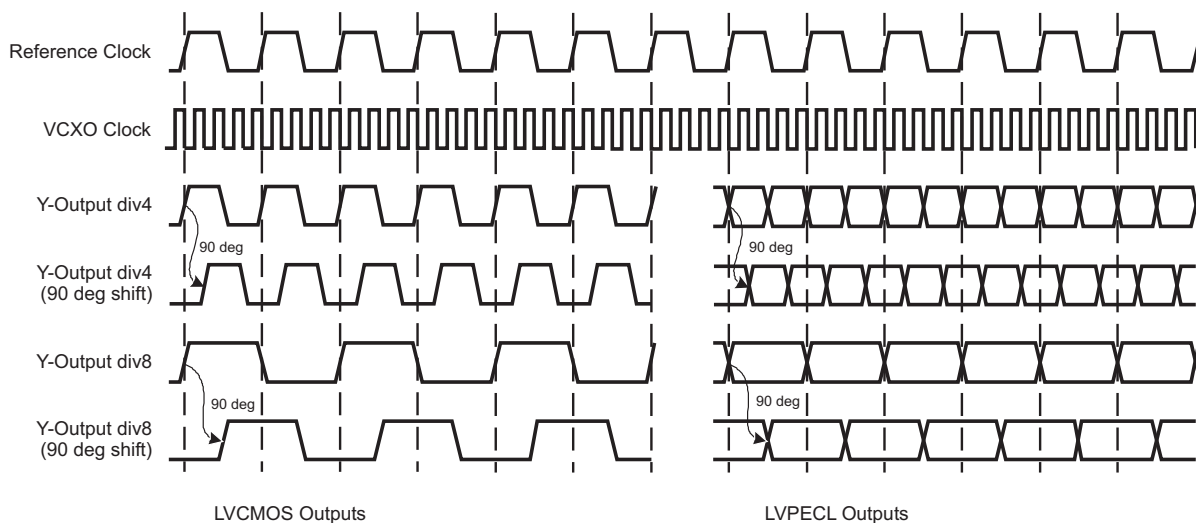 Reference Clock
VCXO Clock
Y-Output div4
90 deg
90 deg
Y-Output div4
(90 deg shift)
Y-Output div8
90 deg
90 deg
Y-Output div8
(90 deg shift)
LVCMOS Outputs
LVPECL Outputs